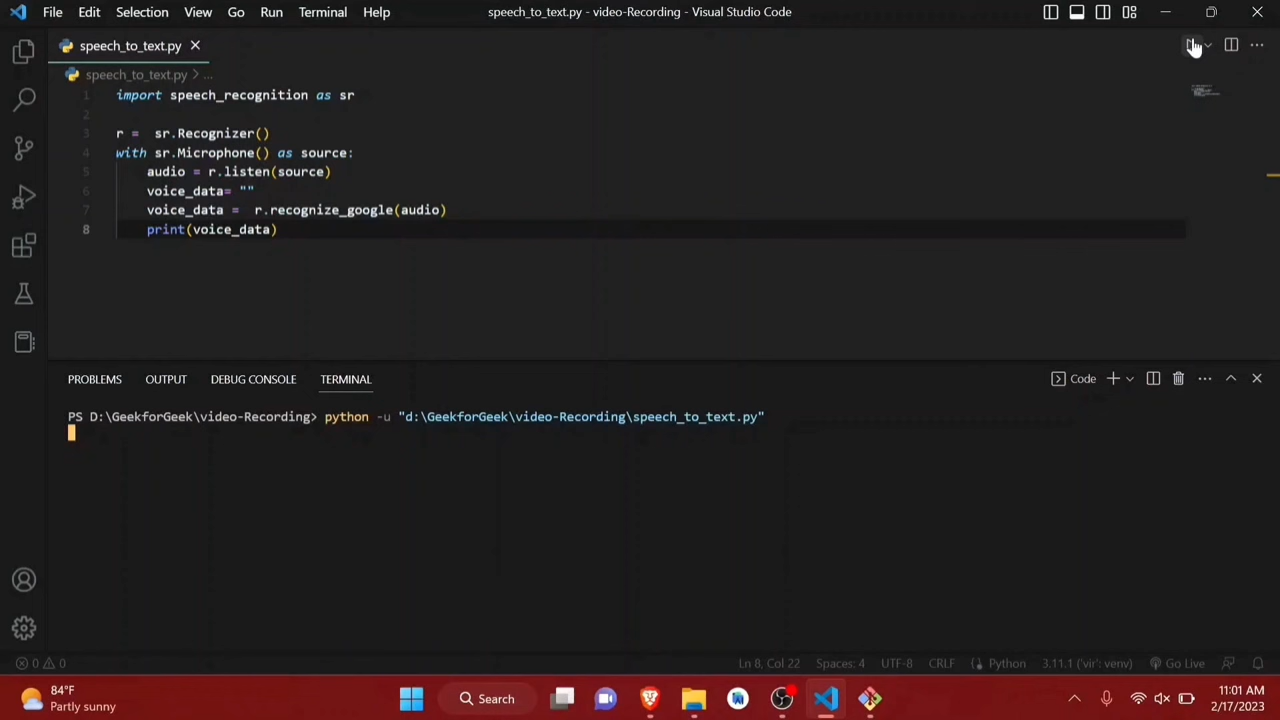 File Edit Selection View Go Run Terminal Help
speech_to_text.py - video-Recording - Visual Studio Code
speech_to_text.py
speech_to_text.py > ...
1 import speech_recognition as sr
2
3 r =  sr.Recognizer()
4 with sr.Microphone() as source:
5     audio = r.listen(source)
6     voice_data= ""
7     voice_data =  r.recognize_google(audio)
8     print(voice_data)
PROBLEMS OUTPUT DEBUG CONSOLE TERMINAL
Code
PS D:\GeekforGeek\video-Recording> python -u "d:\GeekforGeek\video-Recording\speech_to_text.py"
0 0
Ln 8, Col 22 Spaces: 4 UTF-8 CRLF Python 3.11.1 ('vir': venv) Go Live
84°F
Partly sunny
Search
11:01 AM
2/17/2023